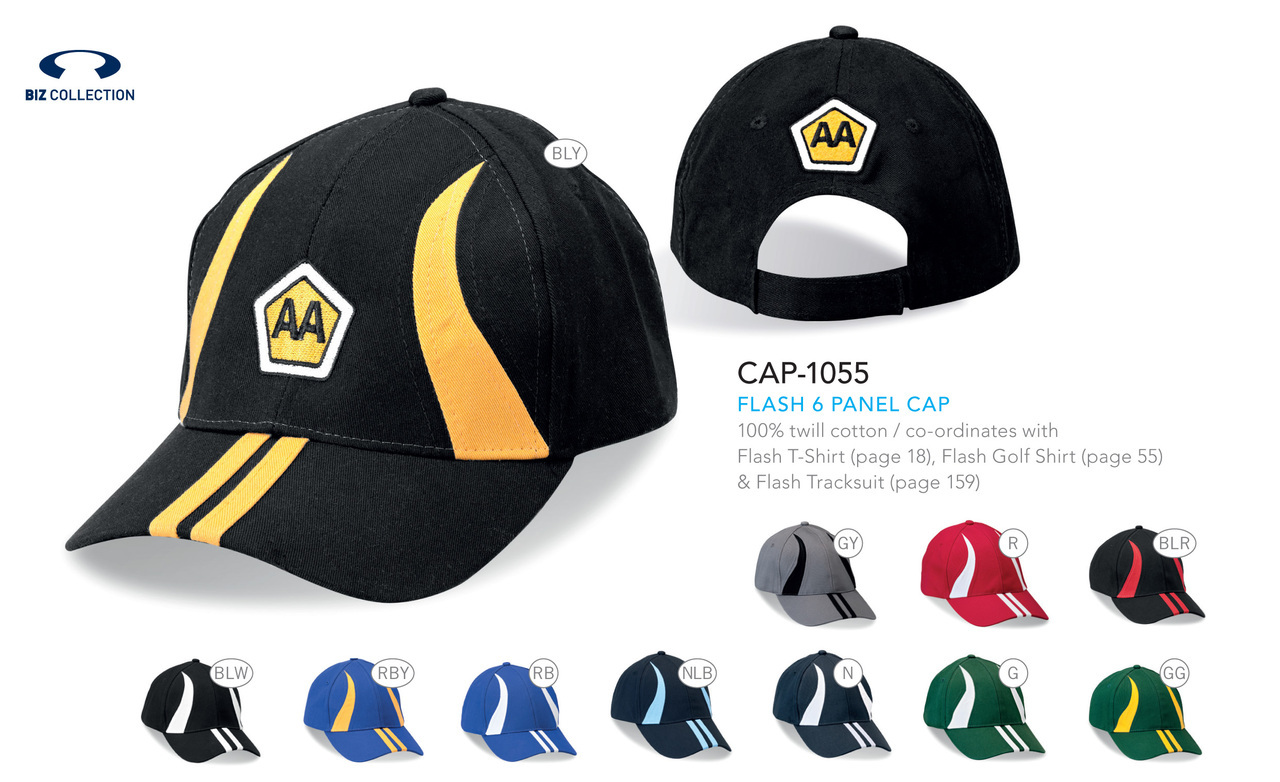 BIZ COLLECTION
BLY
AA
AA
CAP-1055
FLASH 6 PANEL CAP
100% twill cotton / co-ordinates with
Flash T-Shirt (page 18), Flash Golf Shirt (page 55)
& Flash Tracksuit (page 159)
GY
R
BLR
BLW
RBY
RB
NLB
N
G
GG